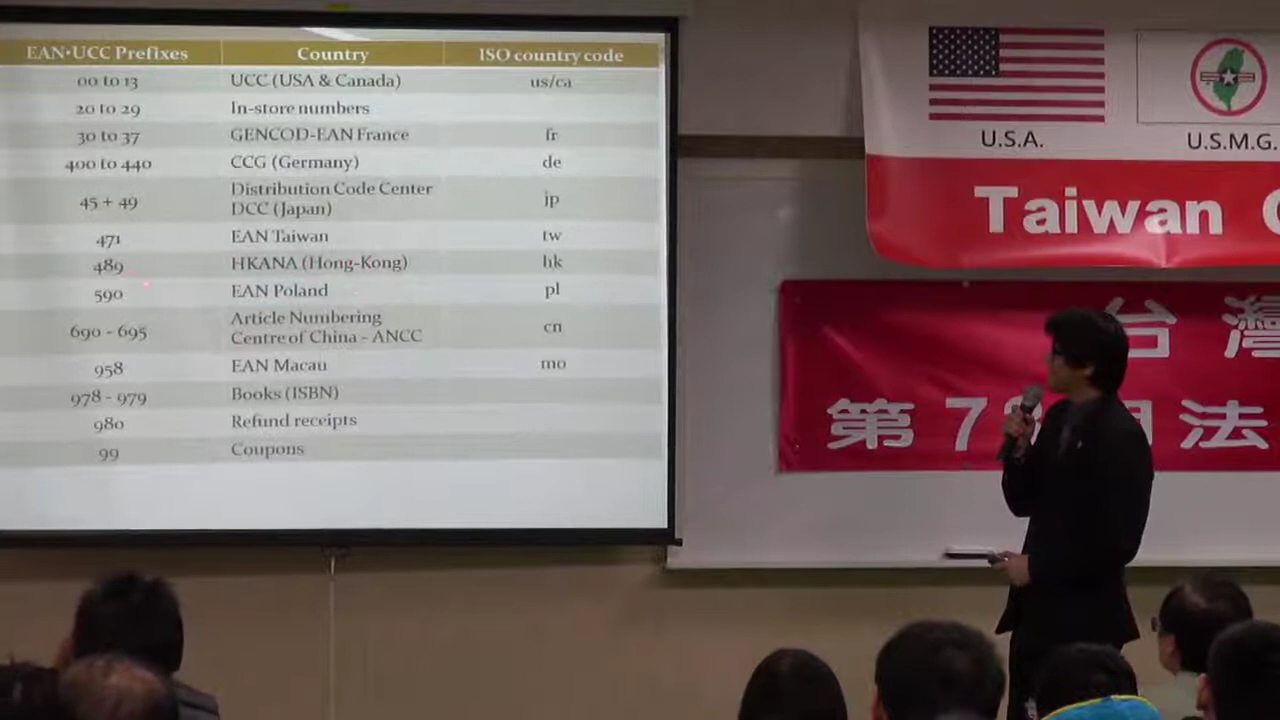 EAN•UCC Prefixes Country ISO country code
00 to 13 UCC (USA & Canada) us/ca
20 to 29 In-store numbers
30 to 37 GENCOD-EAN France fr
400 to 440 CCG (Germany) de
45 + 49 Distribution Code Center DCC (Japan) jp
471 EAN Taiwan tw
489 HKANA (Hong-Kong) hk
590 EAN Poland pl
690 - 695 Article Numbering Centre of China - ANCC cn
958 EAN Macau mo
978 - 979 Books (ISBN)
980 Refund receipts
99 Coupons
U.S.A. U.S.M.G.
Taiwan
台灣
第7 期法